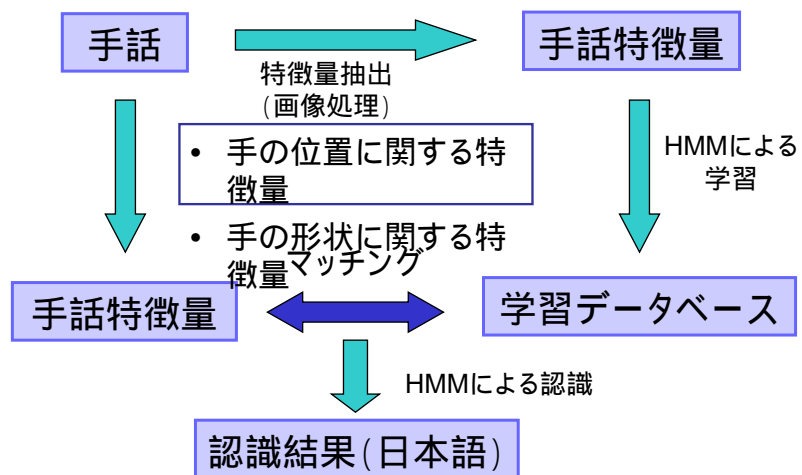 手話
手話特徴量
特徴量抽出
(画像処理)
• 手の位置に関する特
徴量
HMMによる
学習
• 手の形状に関する特
徴量
マッチング
手話特徴量
学習データベース
HMMによる認識
認識結果(日本語)